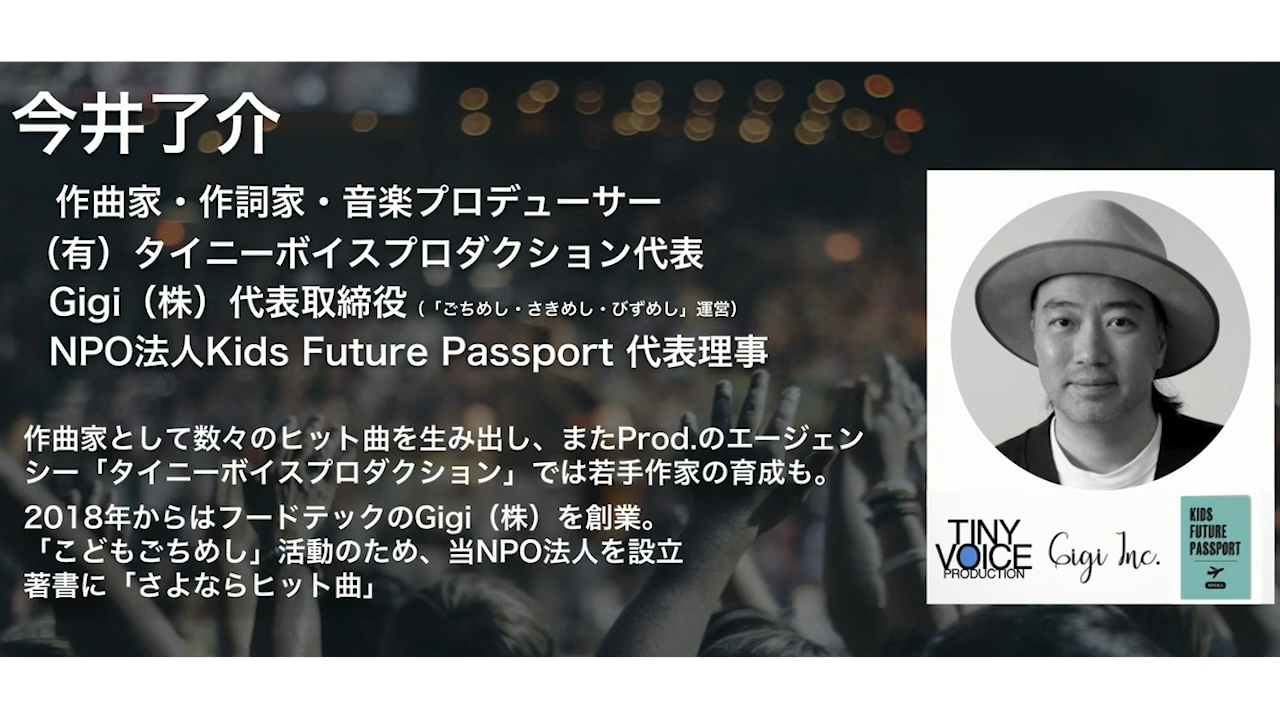 今井了介
作曲家・作詞家・音楽プロデューサー
（有）タイニーボイスプロダクション代表
Gigi（株）代表取締役（「ごちめし・さきめし・びずめし」運営）
NPO法人Kids Future Passport 代表理事
作曲家として数々のヒット曲を生み出し、またProd.のエージェン
シー「タイニーボイスプロダクション」では若手作家の育成も。
2018年からはフードテックのGigi（株）を創業。
「こどもごちめし」活動のため、当NPO法人を設立
著書に「さよならヒット曲」
TINY
VOICE
PRODUCTION
Gigi Inc.
KIDS
FUTURE
PASSPORT